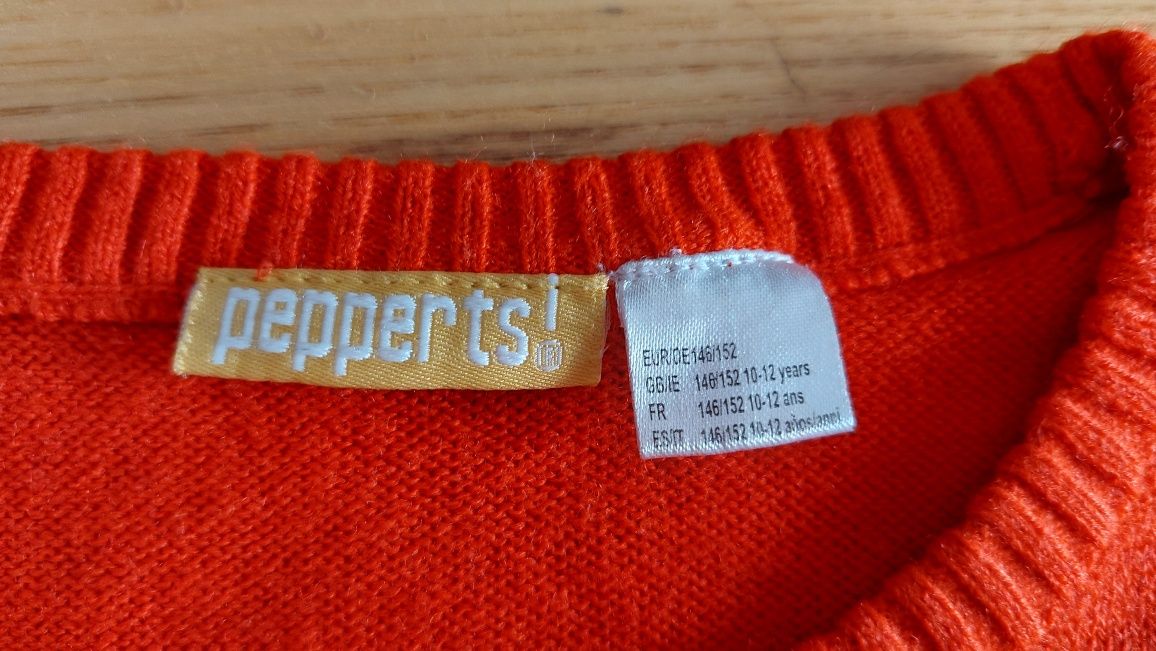 pepperts!®
EUR/DE 146/152
GB/IE 146/152 10-12 years
FR 146/152 10-12 ans
ES/IT 146/152 10-12 años/anni